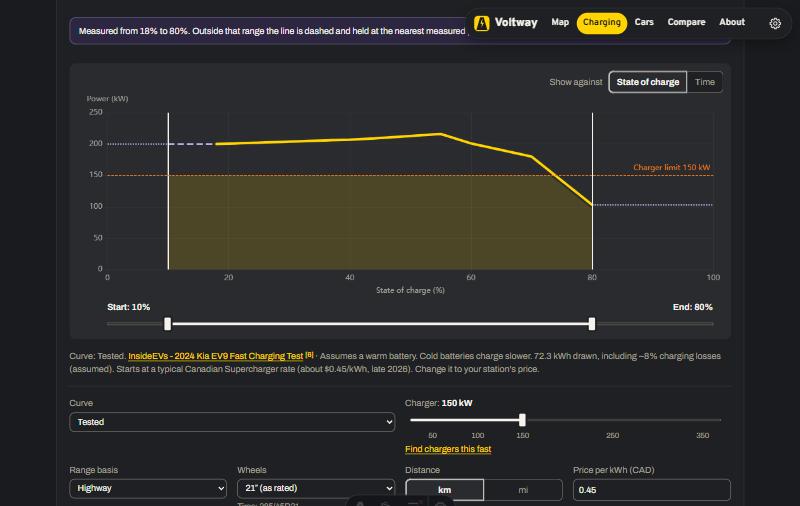 Voltway
Map
Charging
Cars
Compare
About
Measured from 18% to 80%. Outside that range the line is dashed and held at the nearest measured
Show against
State of charge
Time
Power (kW)
250
200
150
100
50
0
Charger limit 150 kW
0
20
40
60
80
100
State of charge (%)
Start: 10%
End: 80%
Curve: Tested. InsideEVs - 2024 Kia EV9 Fast Charging Test [6] · Assumes a warm battery. Cold batteries charge slower. 72.3 kWh drawn, including ~8% charging losses
(assumed). Starts at a typical Canadian Supercharger rate (about $0.45/kWh, late 2026). Change it to your station's price.
Curve
Tested
Charger: 150 kW
50
100
150
250
350
Find chargers this fast
Range basis
Highway
Wheels
21" (as rated)
Distance
km
mi
Price per kWh (CAD)
0.45